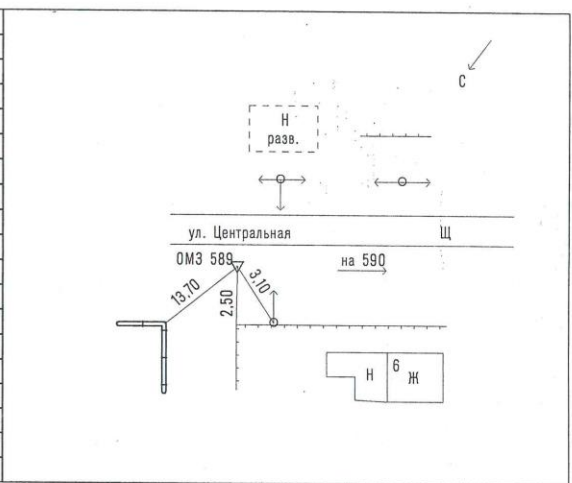 С
Н
разв.
ул. Центральная Щ
ОМЗ 589 на 590
13,70 2,50 3,10
6
Н Ж